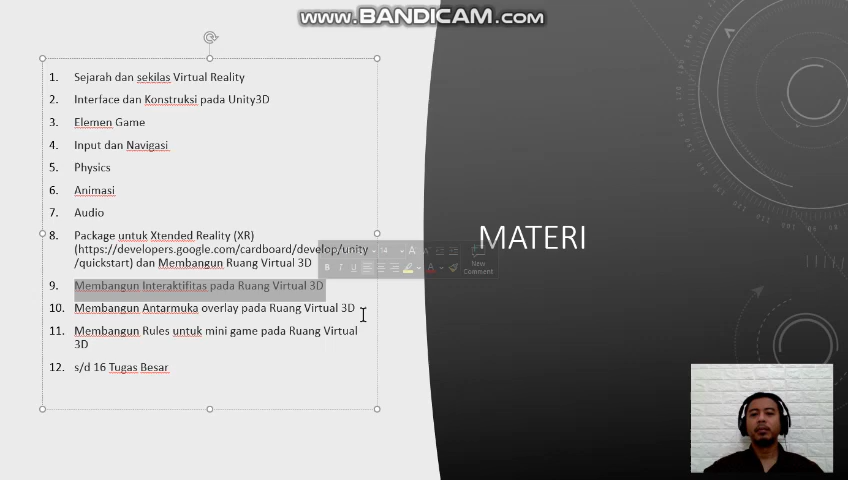 www.BANDICAM.com
1. Sejarah dan sekilas Virtual Reality
2. Interface dan Konstruksi pada Unity3D
3. Elemen Game
4. Input dan Navigasi
5. Physics
6. Animasi
7. Audio
8. Package untuk Xtended Reality (XR)
(https://developers.google.com/cardboard/develop/unity
/quickstart) dan Membangun Ruang Virtual 3D
9. Membangun Interaktifitas pada Ruang Virtual 3D
10. Membangun Antarmuka overlay pada Ruang Virtual 3D
11. Membangun Rules untuk mini game pada Ruang Virtual
3D
12. s/d 16 Tugas Besar
MATERI
14
New
Comment